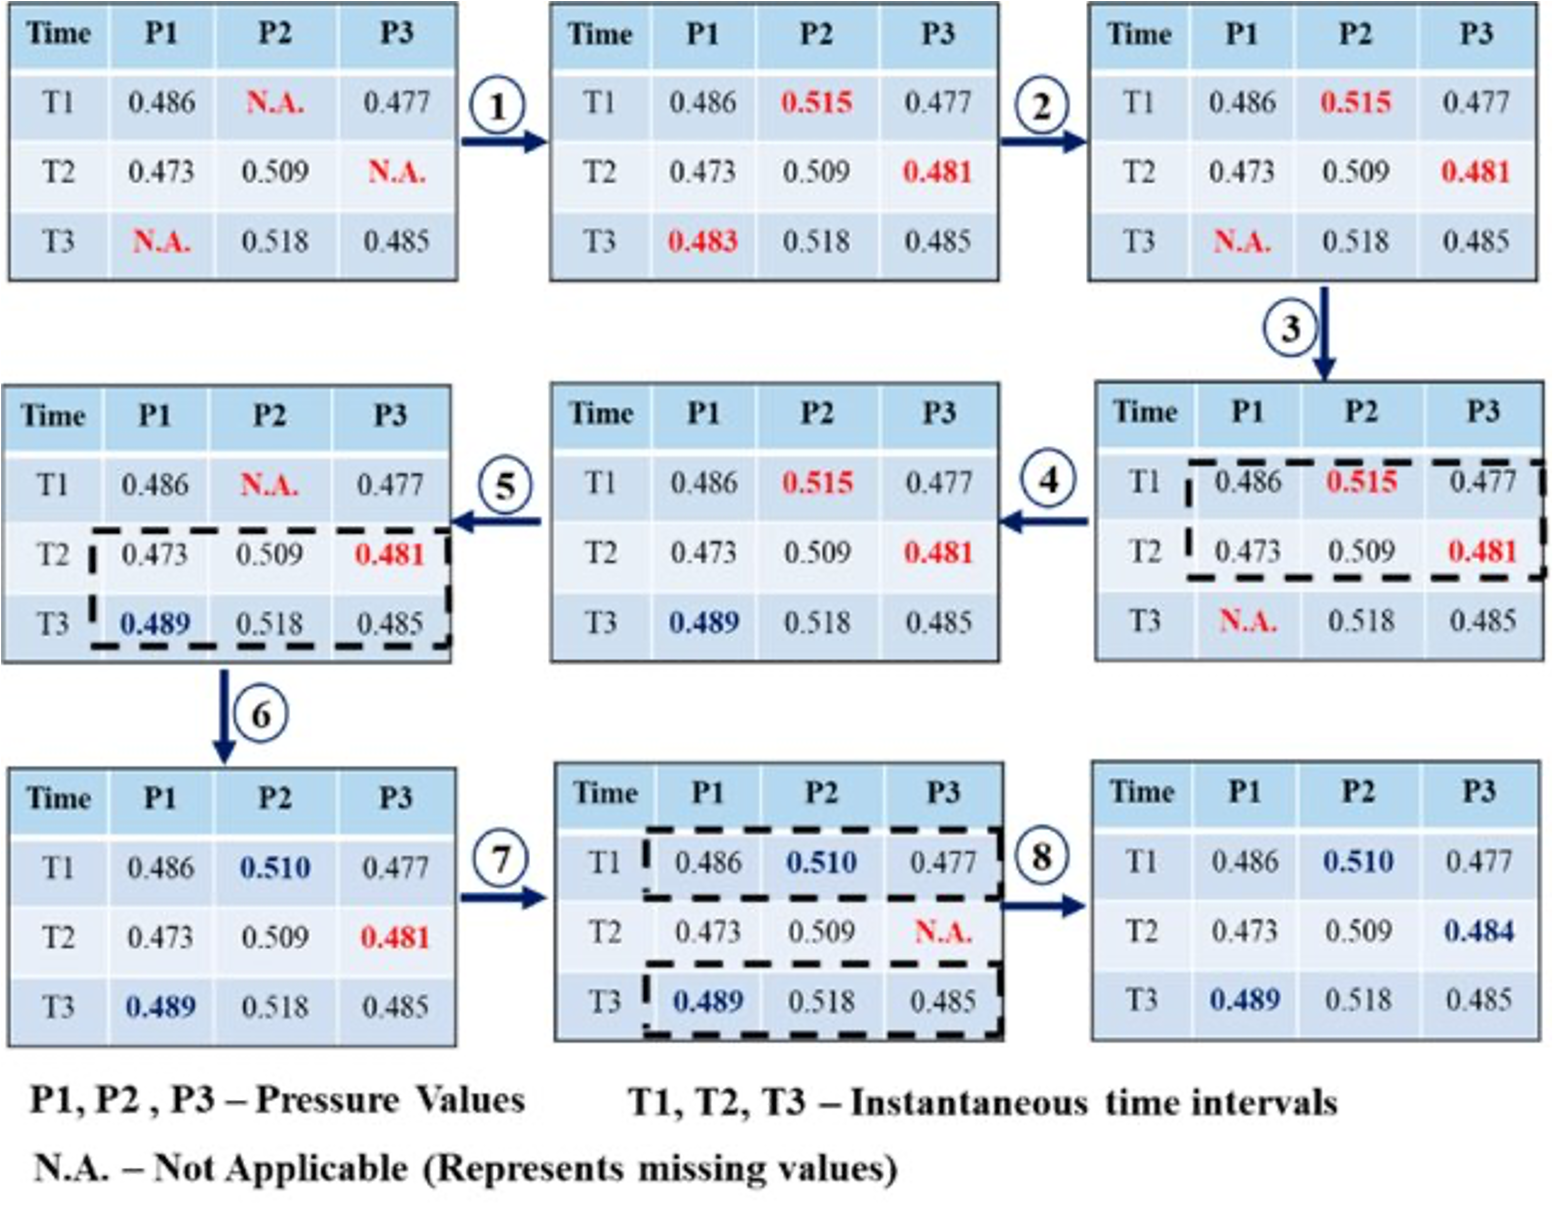 Time P1 P2 P3
T1 0.486 N.A. 0.477
T2 0.473 0.509 N.A.
T3 N.A. 0.518 0.485
1
Time P1 P2 P3
T1 0.486 0.515 0.477
T2 0.473 0.509 0.481
T3 0.483 0.518 0.485
2
Time P1 P2 P3
T1 0.486 0.515 0.477
T2 0.473 0.509 0.481
T3 N.A. 0.518 0.485
3
Time P1 P2 P3
T1 0.486 0.515 0.477
T2 0.473 0.509 0.481
T3 N.A. 0.518 0.485
4
Time P1 P2 P3
T1 0.486 0.515 0.477
T2 0.473 0.509 0.481
T3 0.489 0.518 0.485
5
Time P1 P2 P3
T1 0.486 N.A. 0.477
T2 0.473 0.509 0.481
T3 0.489 0.518 0.485
6
Time P1 P2 P3
T1 0.486 0.510 0.477
T2 0.473 0.509 0.481
T3 0.489 0.518 0.485
7
Time P1 P2 P3
T1 0.486 0.510 0.477
T2 0.473 0.509 N.A.
T3 0.489 0.518 0.485
8
Time P1 P2 P3
T1 0.486 0.510 0.477
T2 0.473 0.509 0.484
T3 0.489 0.518 0.485
P1, P2 , P3 – Pressure Values
T1, T2, T3 – Instantaneous time intervals
N.A. – Not Applicable (Represents missing values)